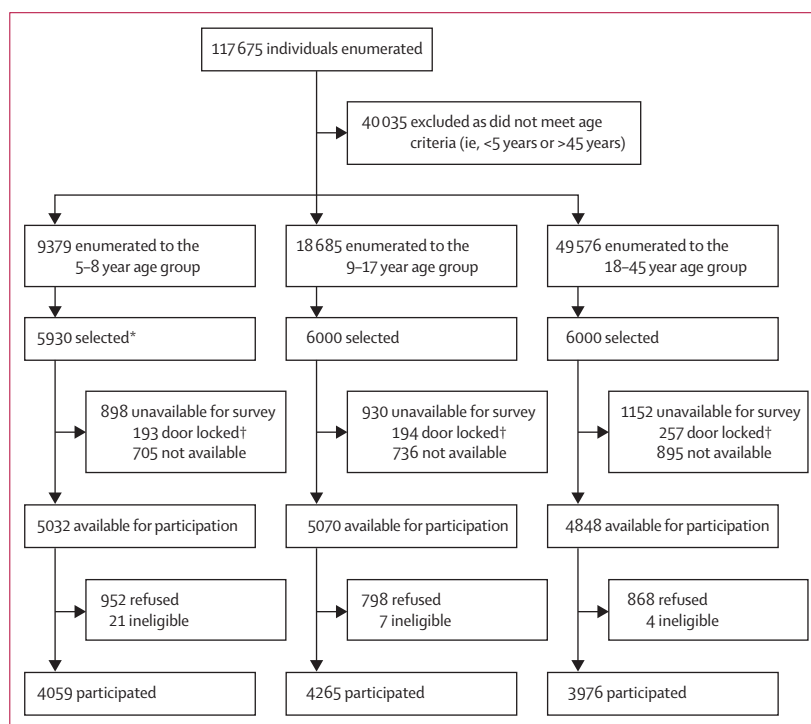 117 675 individuals enumerated
40 035 excluded as did not meet age
criteria (ie, <5 years or >45 years)
9379 enumerated to the
5–8 year age group
18 685 enumerated to the
9–17 year age group
49 576 enumerated to the
18–45 year age group
5930 selected*
6000 selected
6000 selected
898 unavailable for survey
193 door locked†
705 not available
930 unavailable for survey
194 door locked†
736 not available
1152 unavailable for survey
257 door locked†
895 not available
5032 available for participation
5070 available for participation
4848 available for participation
952 refused
21 ineligible
798 refused
7 ineligible
868 refused
4 ineligible
4059 participated
4265 participated
3976 participated